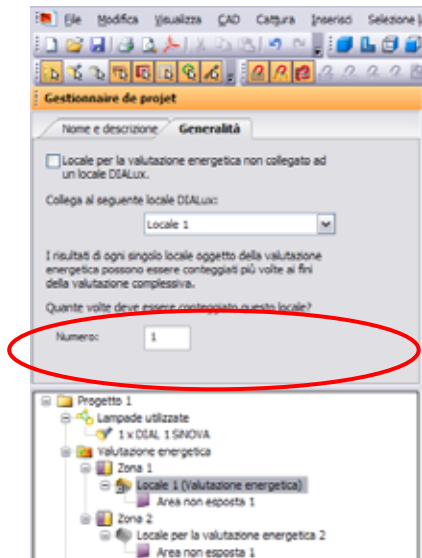 File Modifica Visualizza CAD Cattura Inserisci Selezione
Gestionnaire de projet
Nome e descrizione Generalità
Locale per la valutazione energetica non collegato ad
un locale DIALux.
Collega al seguente locale DIALux:
Locale 1
I risultati di ogni singolo locale oggetto della valutazione
energetica possono essere conteggiati più volte ai fini
della valutazione complessiva.
Quante volte deve essere conteggiato questo locale?
Numero: 1
Progetto 1
Lampade utilizzate
1 x DIAL 1 SINOVA
Valutazione energetica
Zona 1
Locale 1 (Valutazione energetica)
Area non esposta 1
Zona 2
Locale per la valutazione energetica 2
Area non esposta 1